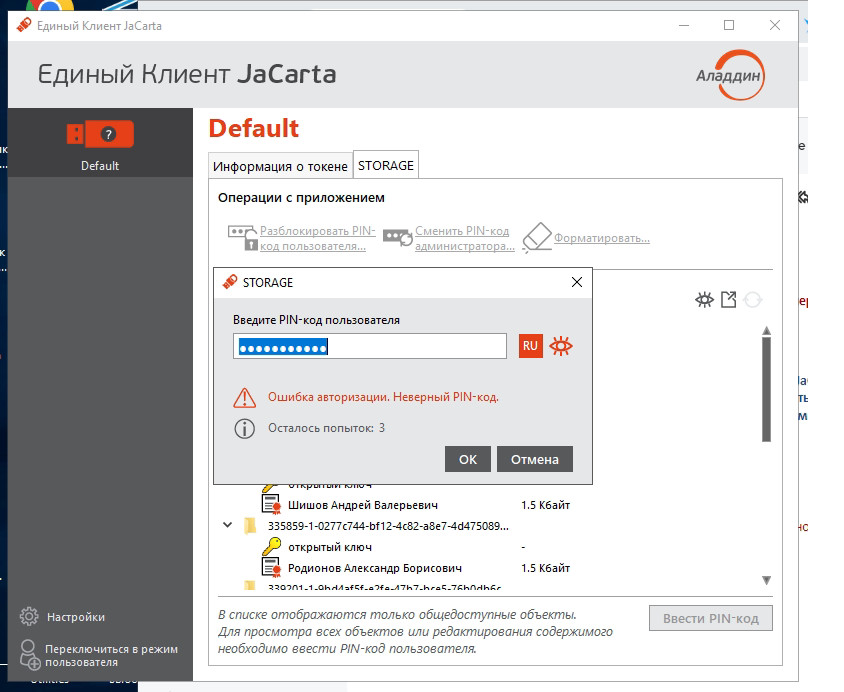 Единый Клиент JaCarta
Единый Клиент JaCarta
Аладдин
Default
Default
Информация о токене
STORAGE
Операции с приложением
Разблокировать PIN-
код пользователя...
Сменить PIN-код
администратора...
Форматировать...
STORAGE
Введите PIN-код пользователя
RU
Ошибка авторизации. Неверный PIN-код.
Осталось попыток: 3
ОК
Отмена
открытый ключ
Шишов Андрей Валерьевич
1.5 Кбайт
335859-1-0277c744-bf12-4c82-a8e7-4d475089...
открытый ключ
-
Родионов Александр Борисович
1.5 Кбайт
В списке отображаются только общедоступные объекты.
Для просмотра всех объектов или редактирования содержимого
необходимо ввести PIN-код пользователя.
Ввести PIN-код
Настройки
Переключиться в режим
пользователя